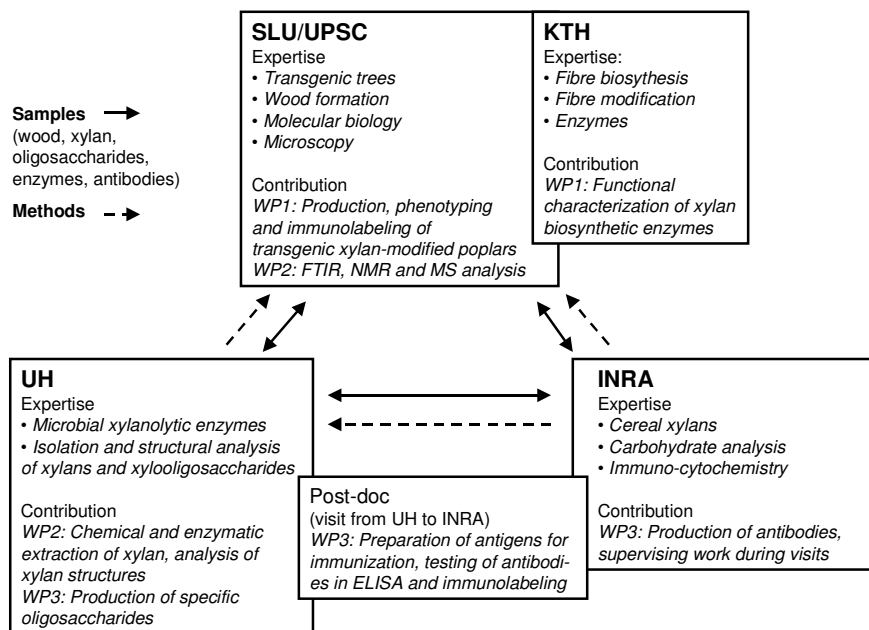 SLU/UPSC
Expertise
• Transgenic trees
• Wood formation
• Molecular biology
• Microscopy
Contribution
WP1: Production, phenotyping
and immunolabeling of
transgenic xylan-modified poplars
WP2: FTIR, NMR and MS analysis
KTH
Expertise:
• Fibre biosythesis
• Fibre modification
• Enzymes
Contribution
WP1: Functional
characterization of xylan
biosynthetic enzymes
Samples
(wood, xylan,
oligosaccharides,
enzymes, antibodies)
Methods
UH
Expertise
• Microbial xylanolytic enzymes
• Isolation and structural analysis
of xylans and xylooligosaccharides
Contribution
WP2: Chemical and enzymatic
extraction of xylan, analysis of
xylan structures
WP3: Production of specific
oligosaccharides
Post-doc
(visit from UH to INRA)
WP3: Preparation of antigens for
immunization, testing of antibodi-
es in ELISA and immunolabeling
INRA
Expertise
• Cereal xylans
• Carbohydrate analysis
• Immuno-cytochemistry
Contribution
WP3: Production of antibodies,
supervising work during visits